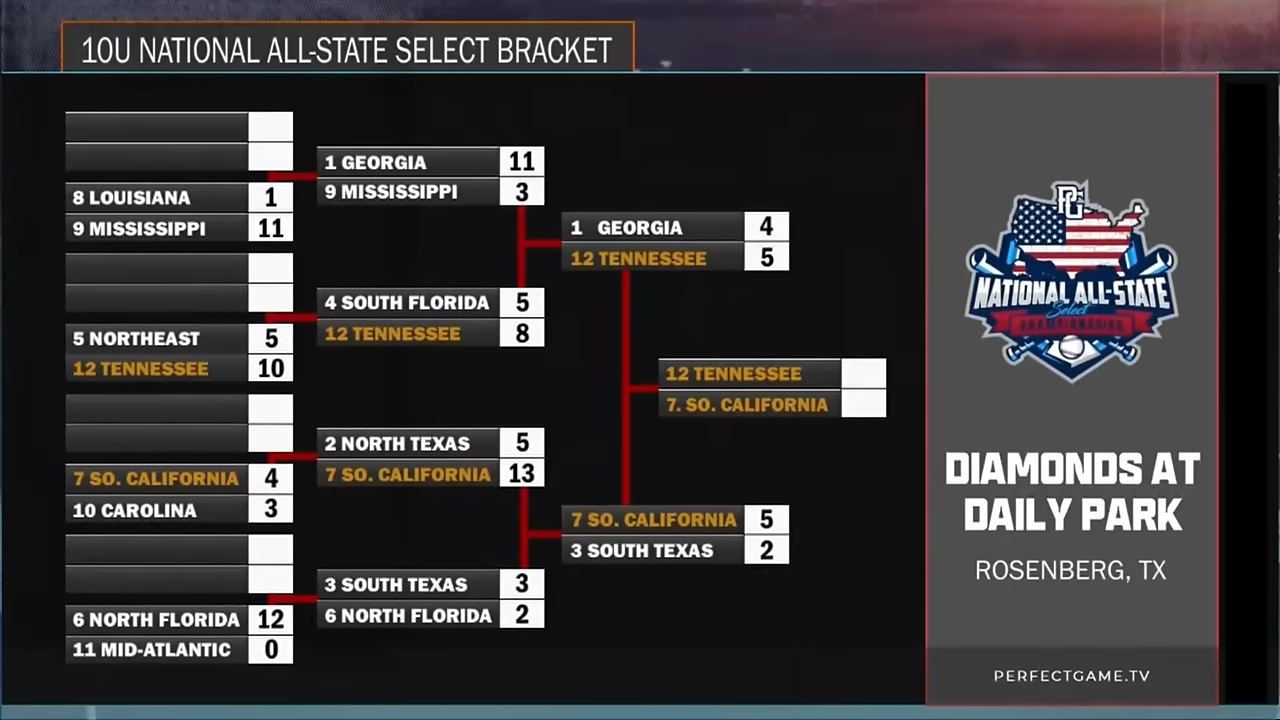 10U NATIONAL ALL-STATE SELECT BRACKET
8 LOUISIANA 1
9 MISSISSIPPI 11
5 NORTHEAST 5
12 TENNESSEE 10
7 SO. CALIFORNIA 4
10 CAROLINA 3
6 NORTH FLORIDA 12
11 MID-ATLANTIC 0
1 GEORGIA 11
9 MISSISSIPPI 3
4 SOUTH FLORIDA 5
12 TENNESSEE 8
2 NORTH TEXAS 5
7 SO. CALIFORNIA 13
3 SOUTH TEXAS 3
6 NORTH FLORIDA 2
1 GEORGIA 4
12 TENNESSEE 5
7 SO. CALIFORNIA 5
3 SOUTH TEXAS 2
12 TENNESSEE
7. SO. CALIFORNIA
PG
NATIONAL ALL-STATE
Select
CHAMPIONSHIPS
DIAMONDS AT
DAILY PARK
ROSENBERG, TX
PERFECTGAME.TV